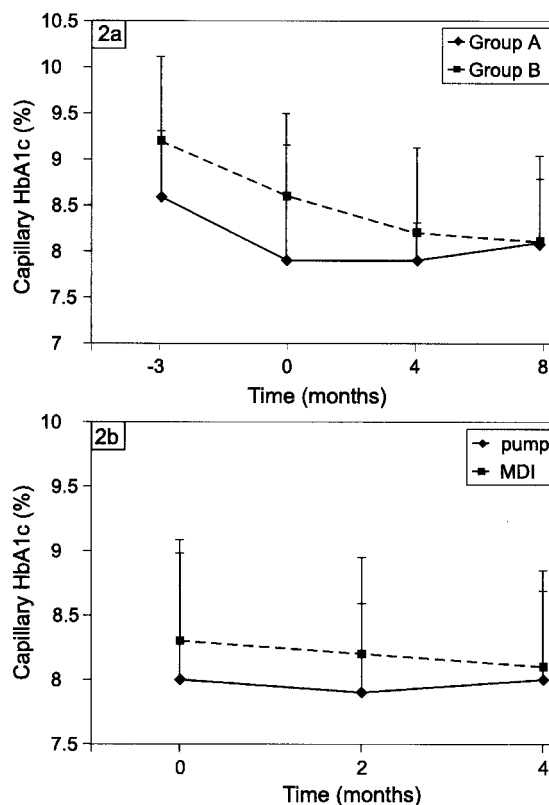 2a
Group A
Group B
Capillary HbA1c (%)
10.5
10
9.5
9
8.5
8
7.5
7
-3 0 4 8
Time (months)
2b
pump
MDI
Capillary HbA1c (%)
10
9.5
9
8.5
8
7.5
0 2 4
Time (months)